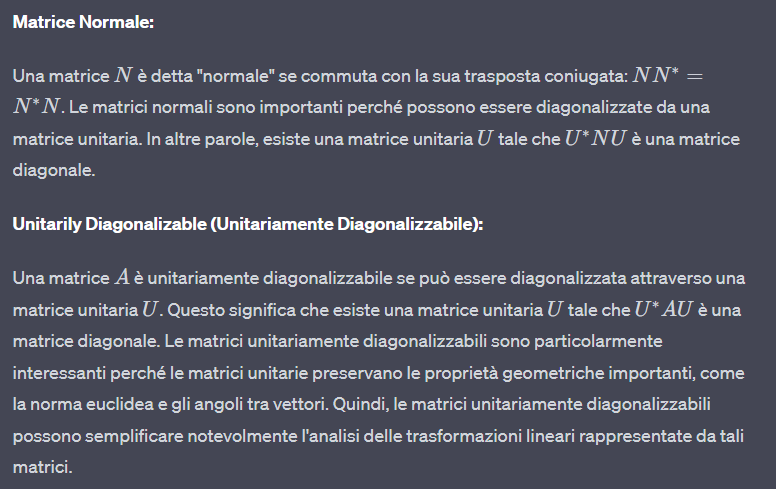 Matrice Normale:
Una matrice N è detta "normale" se commuta con la sua trasposta coniugata: NN* =
N*N. Le matrici normali sono importanti perché possono essere diagonalizzate da una
matrice unitaria. In altre parole, esiste una matrice unitaria U tale che U*NU è una matrice
diagonale.
Unitarily Diagonalizable (Unitariamente Diagonalizzabile):
Una matrice A è unitariamente diagonalizzabile se può essere diagonalizzata attraverso una
matrice unitaria U. Questo significa che esiste una matrice unitaria U tale che U*AU è una
matrice diagonale. Le matrici unitariamente diagonalizzabili sono particolarmente
interessanti perché le matrici unitarie preservano le proprietà geometriche importanti, come
la norma euclidea e gli angoli tra vettori. Quindi, le matrici unitariamente diagonalizzabili
possono semplificare notevolmente l'analisi delle trasformazioni lineari rappresentate da tali
matrici.